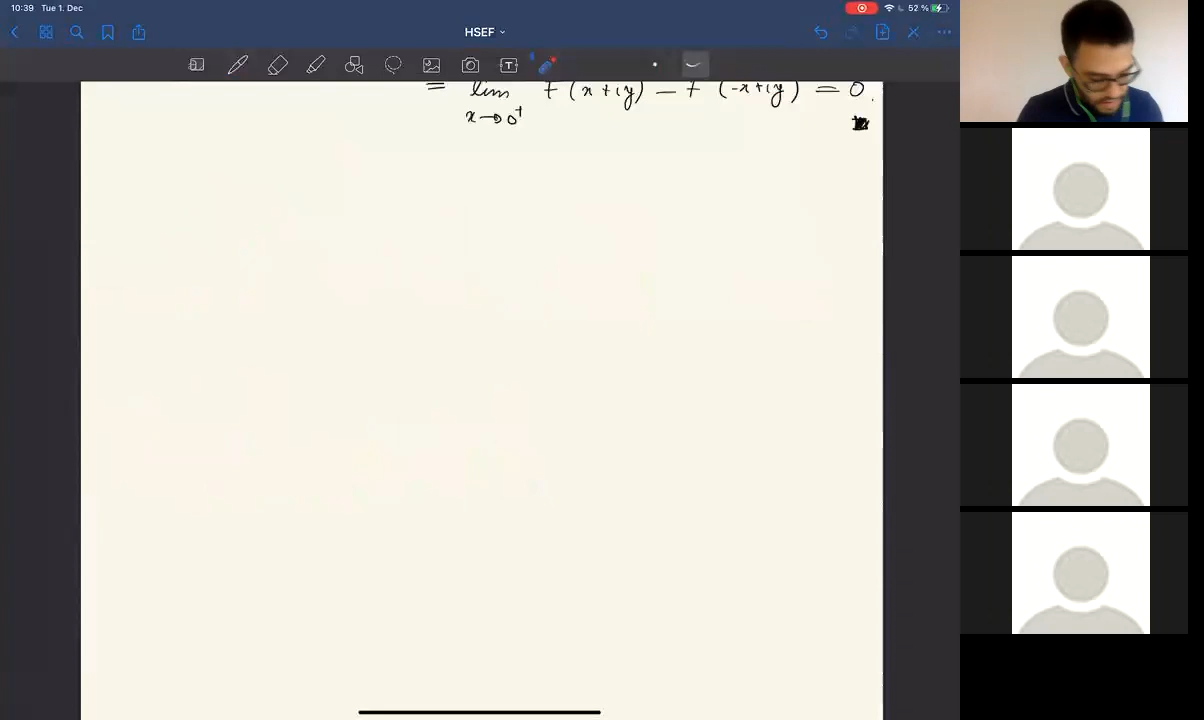 10:39 Tue 1. Dec
52 %
HSEF
T
= lim f (x+iy) — f (-x+iy) = 0.
x→0⁺